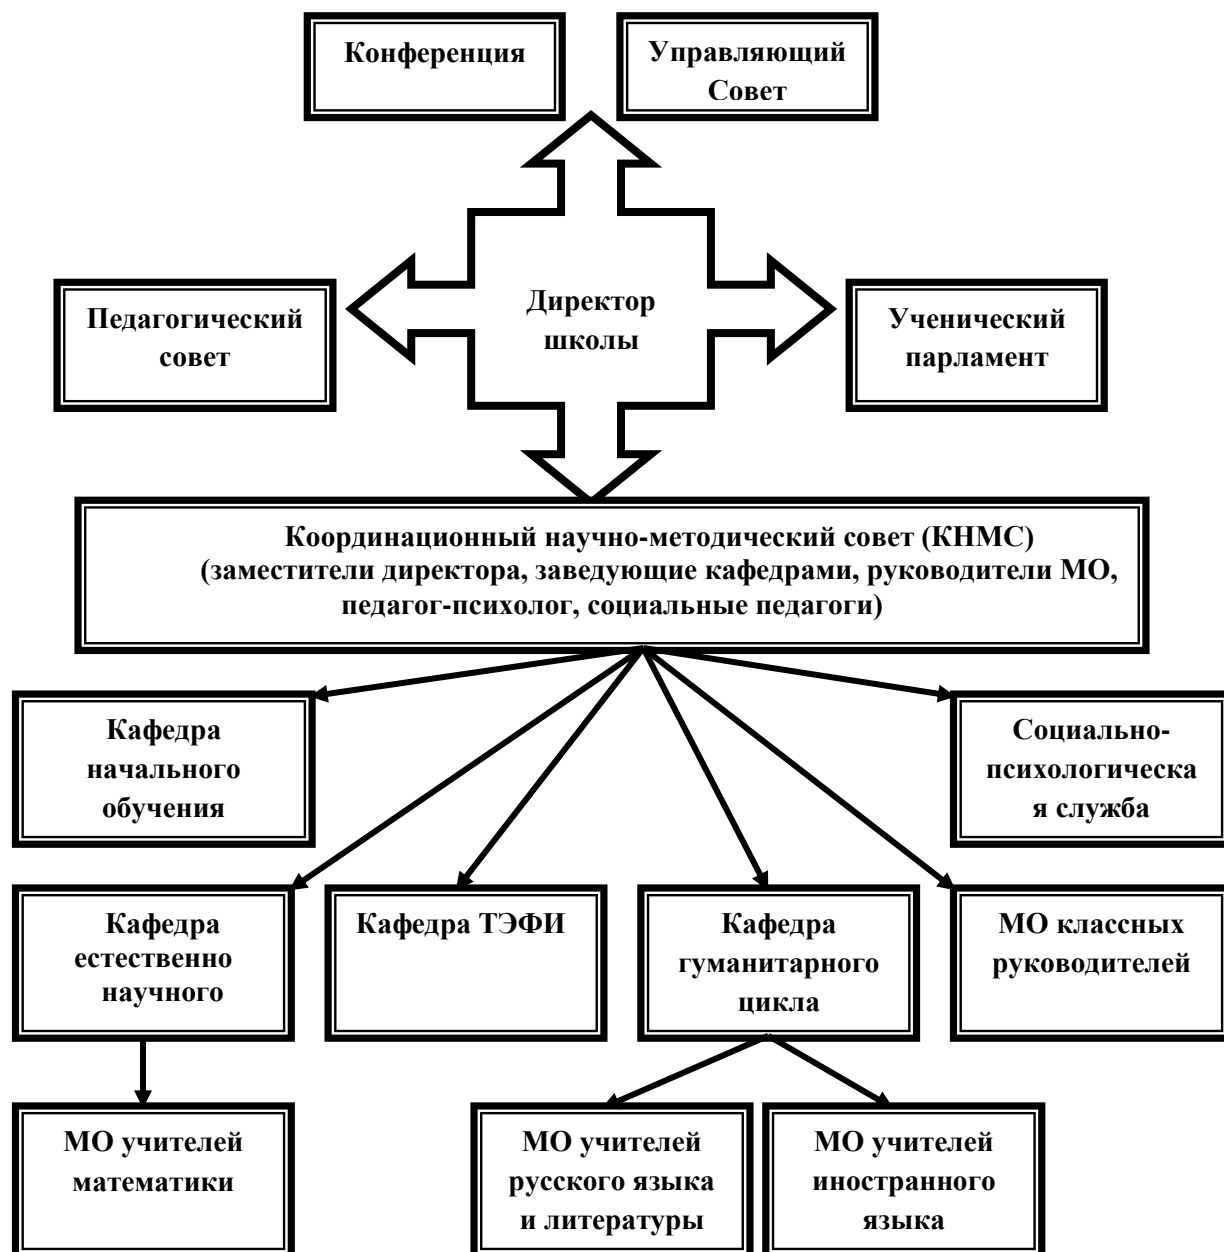 Конференция
Управляющий
Совет
Педагогический
совет
Директор
школы
Ученический
парламент
Координационный научно-методический совет (КНМС)
(заместители директора, заведующие кафедрами, руководители МО,
педагог-психолог, социальные педагоги)
Кафедра
начального
обучения
Социально-
психологическа
я служба
Кафедра
естественно
научного
Кафедра ТЭФИ
Кафедра
гуманитарного
цикла
МО классных
руководителей
МО учителей
математики
МО учителей
русского языка
и литературы
МО учителей
иностранного
языка